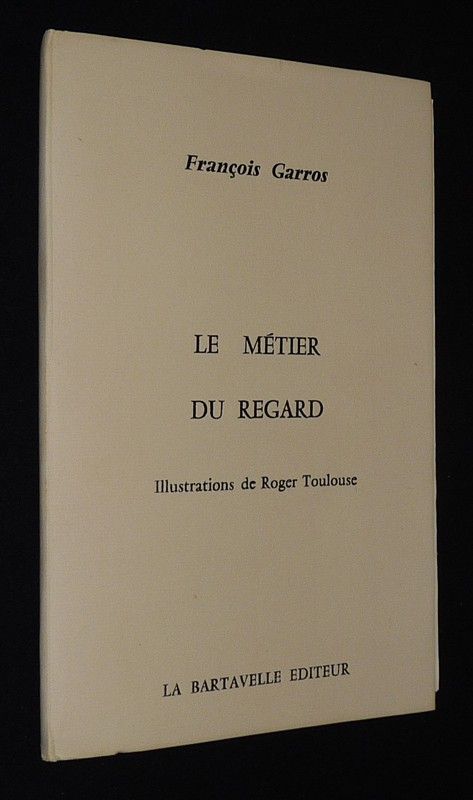 François Garros
LE MÉTIER
DU REGARD
Illustrations de Roger Toulouse
LA BARTAVELLE EDITEUR